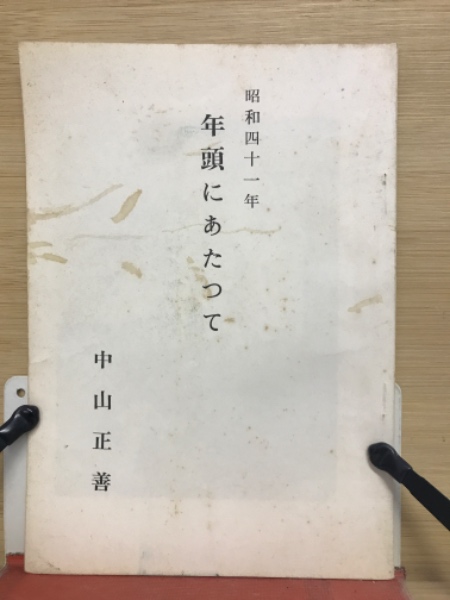 昭和四十一年
年頭にあたつて
中山正善